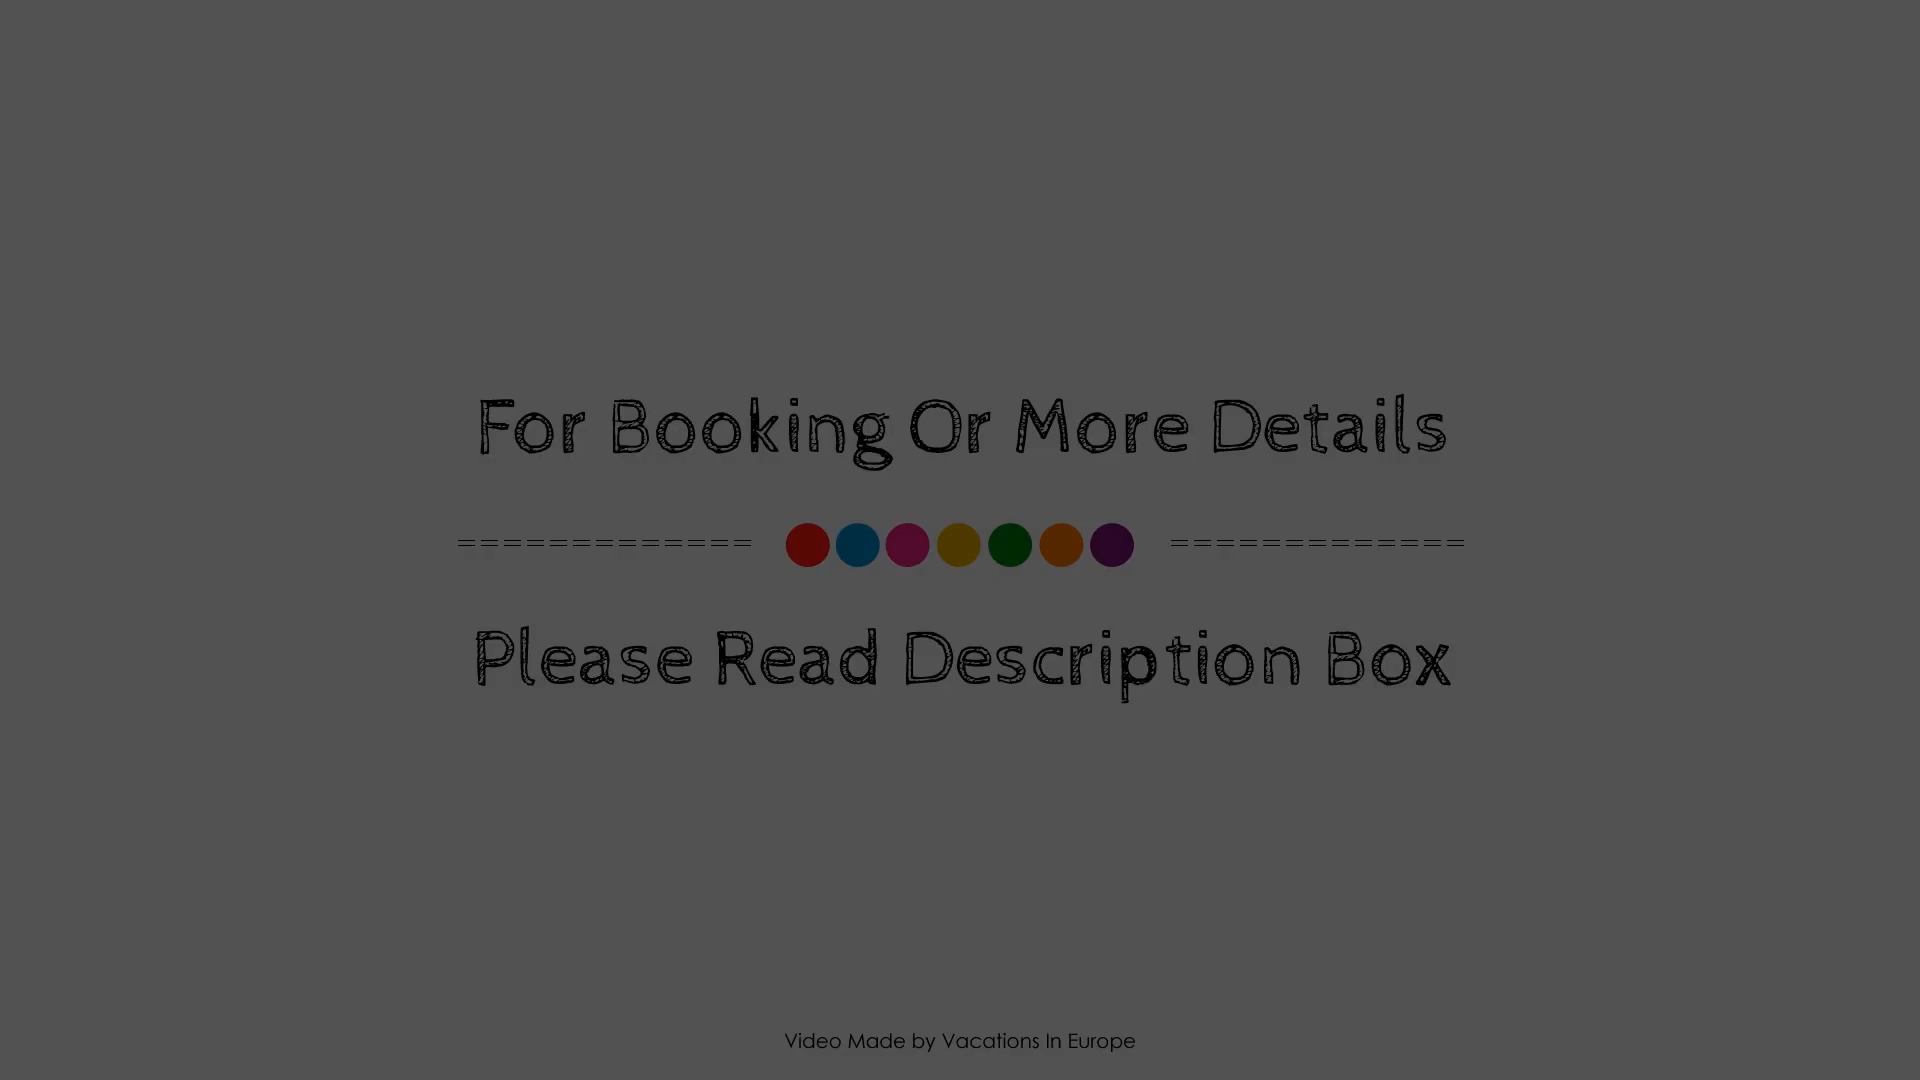 For Booking Or More Details
============= =============
Please Read Description Box
Video Made by Vacations In Europe